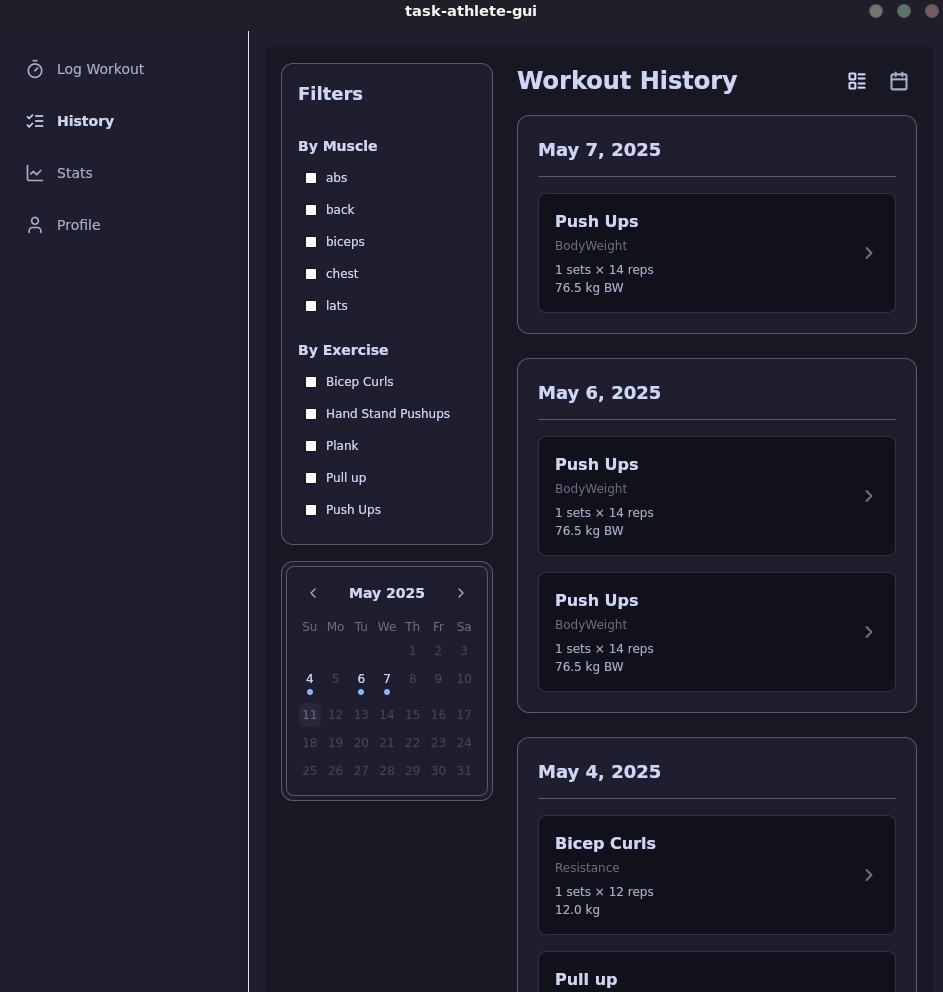 task-athlete-gui
Log Workout
History
Stats
Profile
Filters
By Muscle
abs
back
biceps
chest
lats
By Exercise
Bicep Curls
Hand Stand Pushups
Plank
Pull up
Push Ups
May 2025
Su Mo Tu We Th Fr Sa
1 2 3
4 5 6 7 8 9 10
11 12 13 14 15 16 17
18 19 20 21 22 23 24
25 26 27 28 29 30 31
Workout History
May 7, 2025
Push Ups
BodyWeight
1 sets × 14 reps
76.5 kg BW
May 6, 2025
Push Ups
BodyWeight
1 sets × 14 reps
76.5 kg BW
Push Ups
BodyWeight
1 sets × 14 reps
76.5 kg BW
May 4, 2025
Bicep Curls
Resistance
1 sets × 12 reps
12.0 kg
Pull up